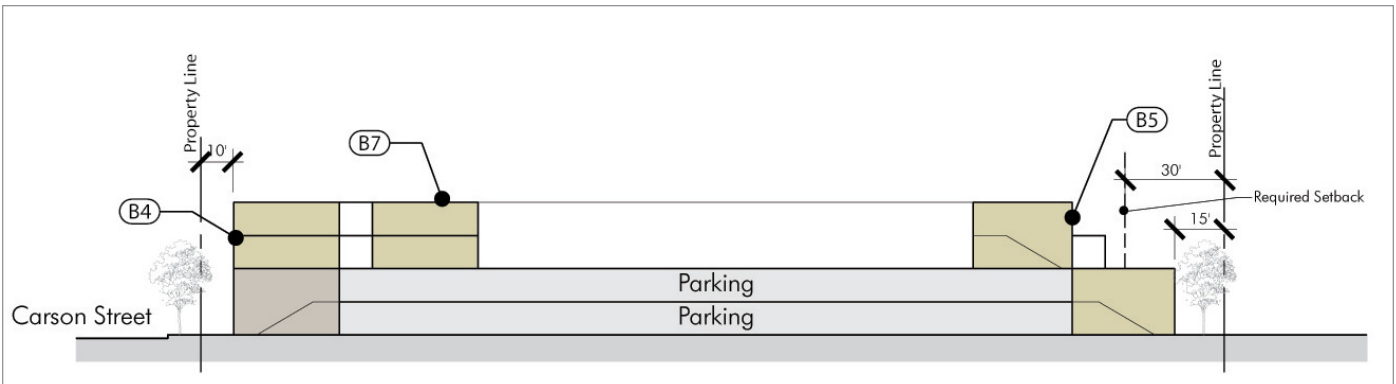 Property Line
10'
B7
B4
B5
Property Line
30'
Required Setback
15'
Parking
Parking
Carson Street